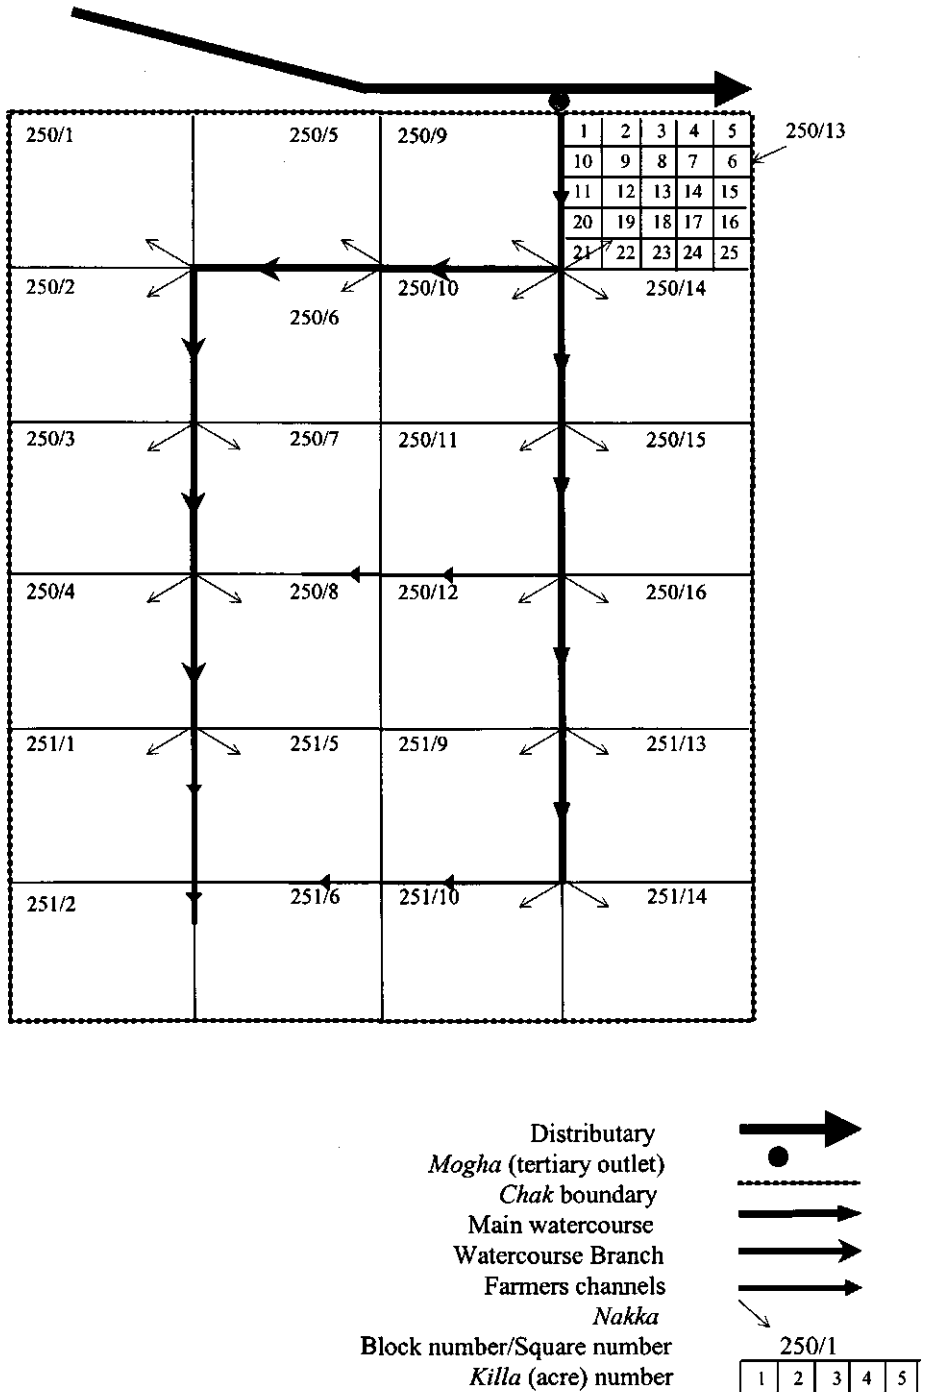 250/1 250/5 250/9 1 2 3 4 5 250/13
10 9 8 7 6
11 12 13 14 15
20 19 18 17 16
21 22 23 24 25
250/2 250/10 250/14
250/6
250/3 250/7 250/11 250/15
250/4 250/8 250/12 250/16
251/1 251/5 251/9 251/13
251/2 251/6 251/10 251/14
Distributary
Mogha (tertiary outlet)
Chak boundary
Main watercourse
Watercourse Branch
Farmers channels
Nakka
Block number/Square number 250/1
Killa (acre) number 1 2 3 4 5